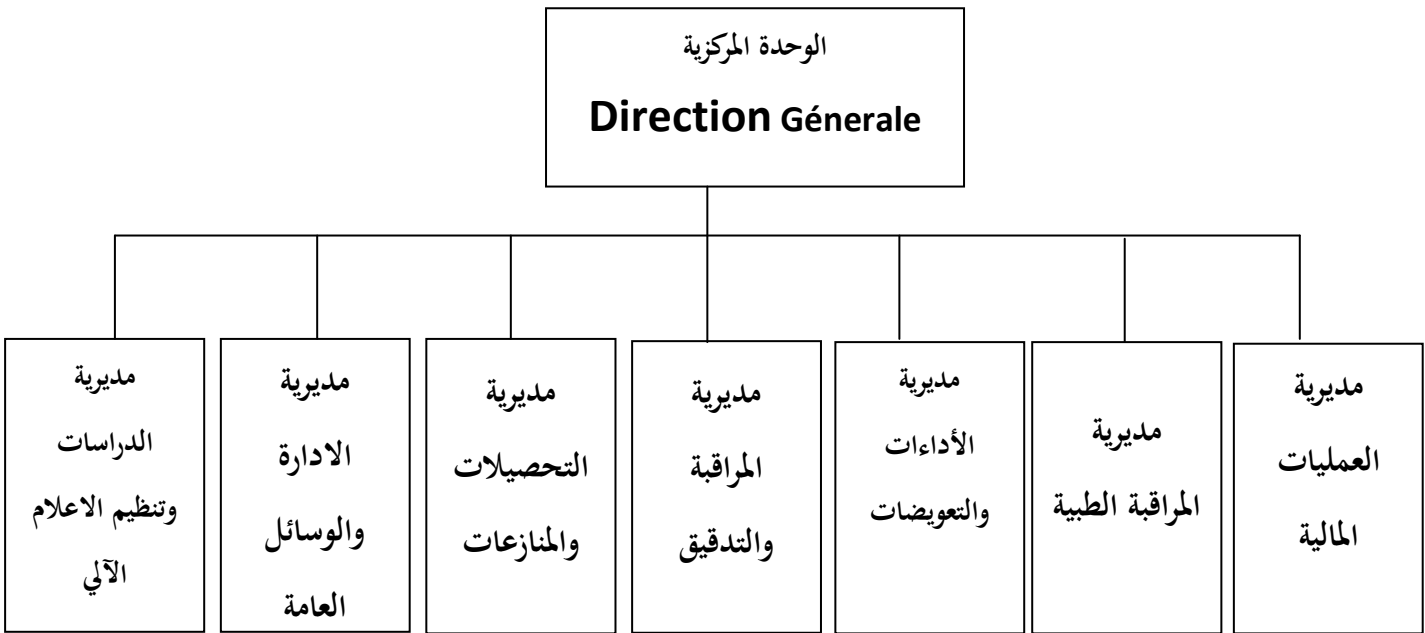 الوحدة المركزية
Direction Génerale
مديرية
العمليات
المالية
مديرية
المراقبة الطبية
مديرية
الأداءات
والتعويضات
مديرية
المراقبة
والتدقيق
مديرية
التحصيلات
والمنازعات
مديرية
الادارة
والوسائل
العامة
مديرية
الدراسات
وتنظيم الاعلام
الآلي